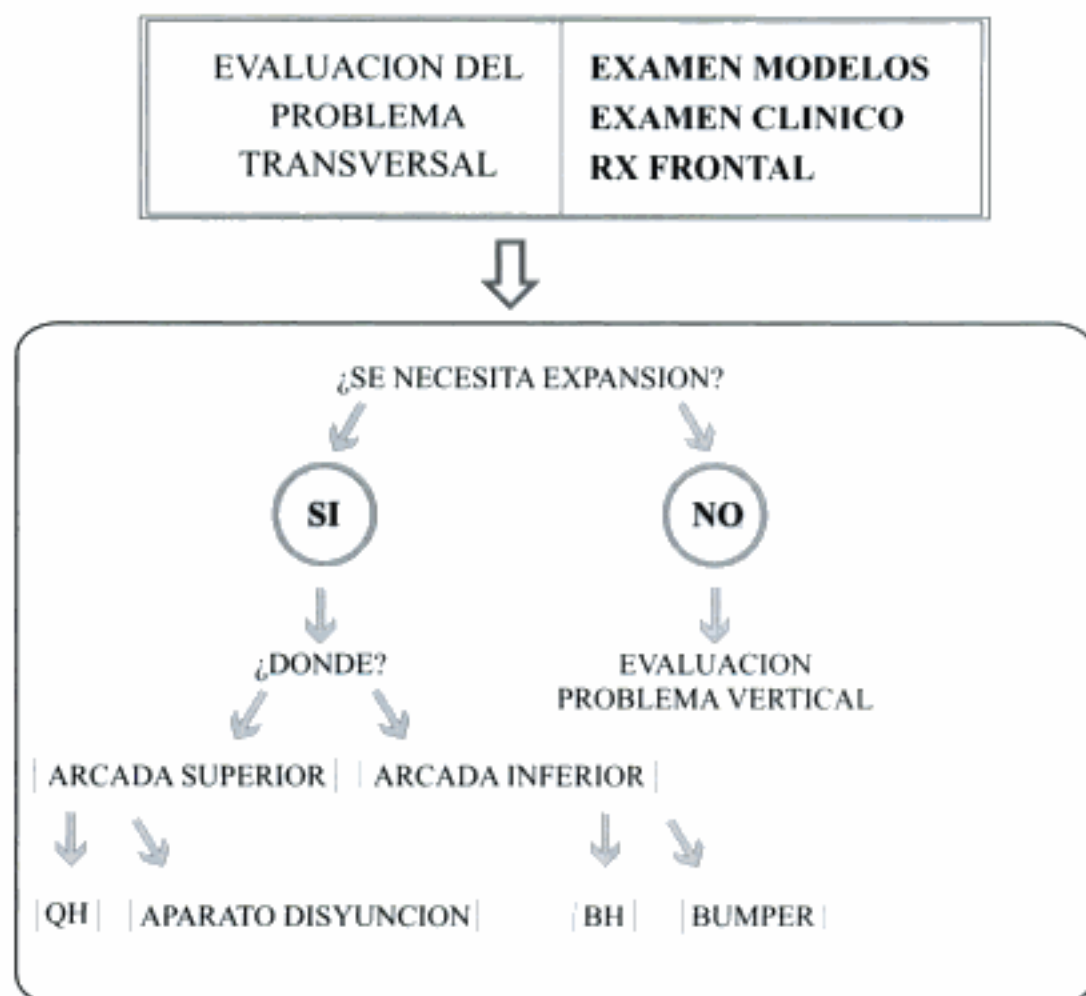 EVALUACION DEL
PROBLEMA
TRANSVERSAL
EXAMEN MODELOS
EXAMEN CLINICO
RX FRONTAL
¿SE NECESITA EXPANSION?
SI
NO
¿DONDE?
EVALUACION
PROBLEMA VERTICAL
ARCADA SUPERIOR
ARCADA INFERIOR
QH
APARATO DISYUNCION
BH
BUMPER